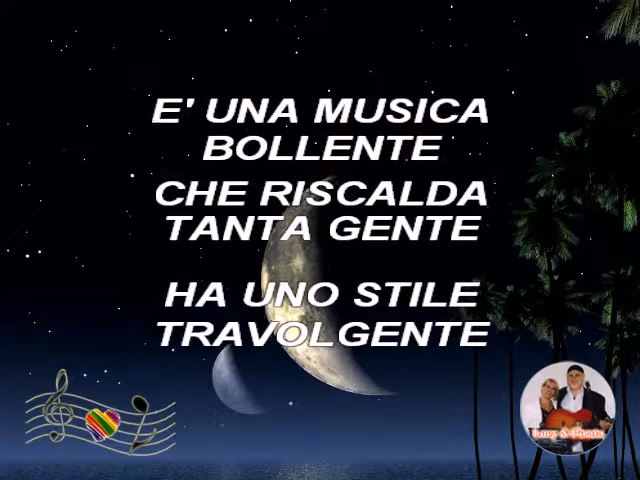 E' UNA MUSICA
BOLLENTE
CHE RISCALDA
TANTA GENTE
HA UNO STILE
TRAVOLGENTE